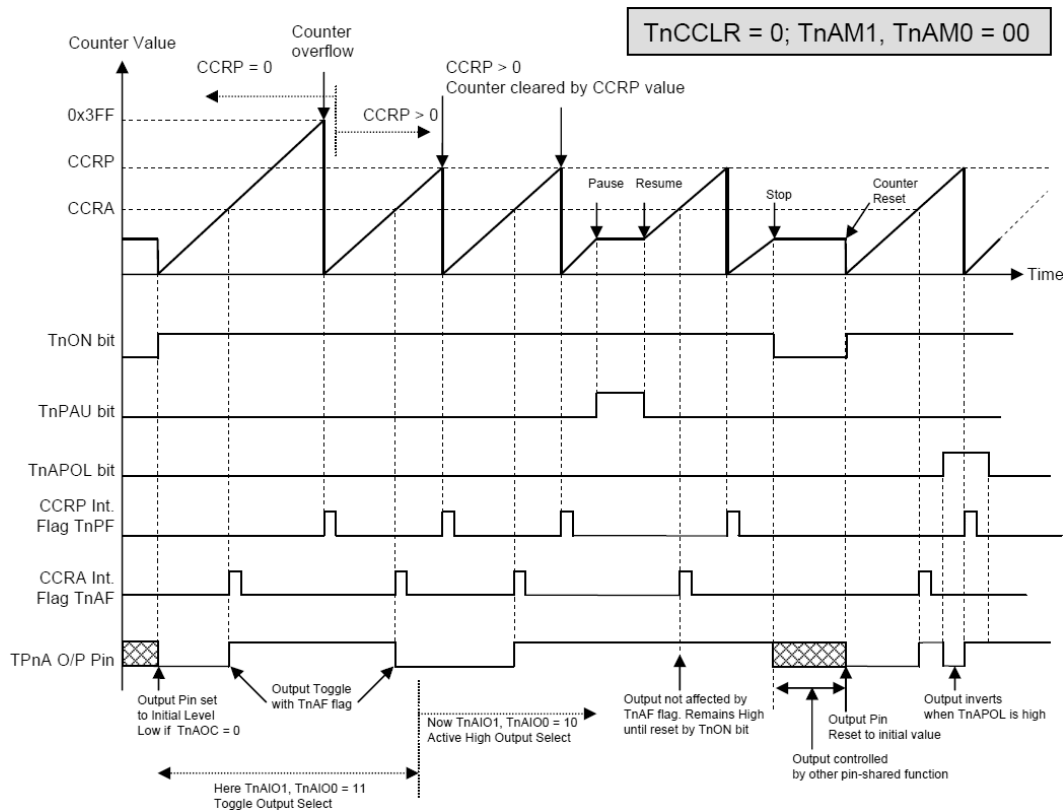 TnCCLR = 0; TnAM1, TnAM0 = 00
Counter Value
Counter
overflow
CCRP = 0
CCRP > 0
CCRP > 0
Counter cleared by CCRP value
0x3FF
CCRP
CCRA
Pause
Resume
Stop
Counter
Reset
Time
TnON bit
TnPAU bit
TnAPOL bit
CCRP Int.
Flag TnPF
CCRA Int.
Flag TnAF
TPnA O/P Pin
Output Pin set
to Initial Level
Low if TnAOC = 0
Output Toggle
with TnAF flag
Now TnAIO1, TnAIO0 = 10
Active High Output Select
Output not affected by
TnAF flag. Remains High
until reset by TnON bit
Output Pin
Reset to initial value
Output inverts
when TnAPOL is high
Output controlled
by other pin-shared function
Here TnAIO1, TnAIO0 = 11
Toggle Output Select